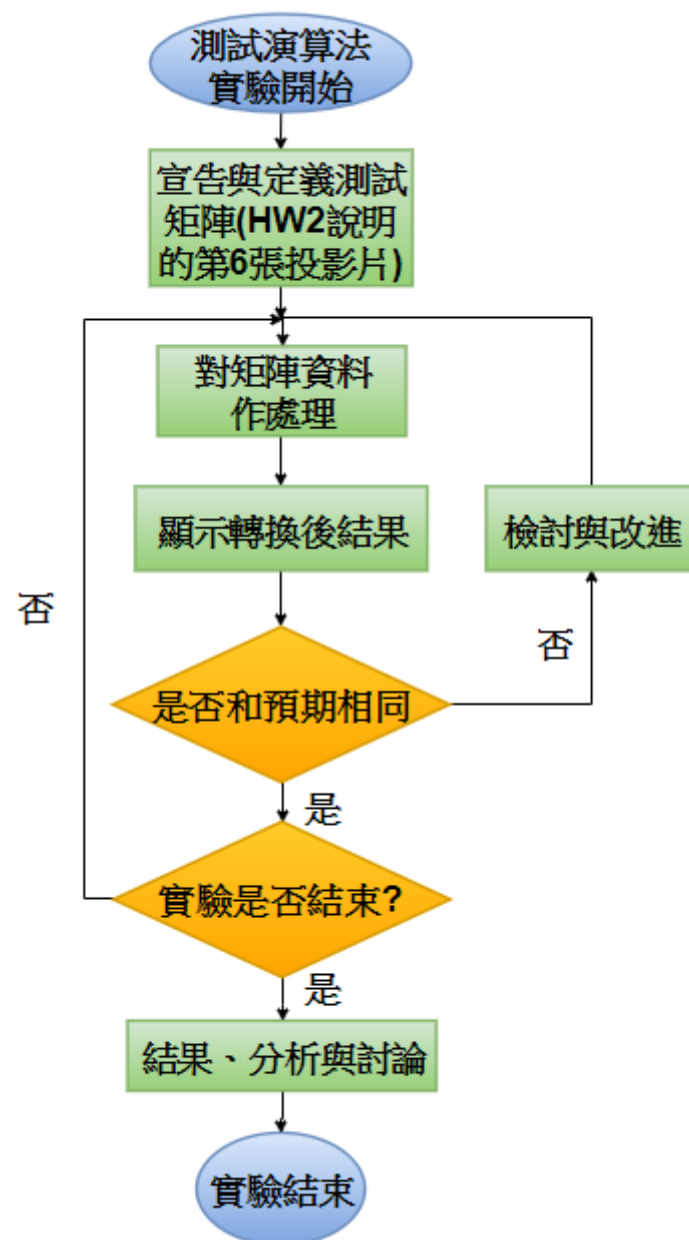 測試演算法
實驗開始
宣告與定義測試
矩陣(HW2說明
的第6張投影片)
對矩陣資料
作處理
顯示轉換後結果
檢討與改進
否
否
是否和預期相同
是
實驗是否結束?
是
結果、分析與討論
實驗結束